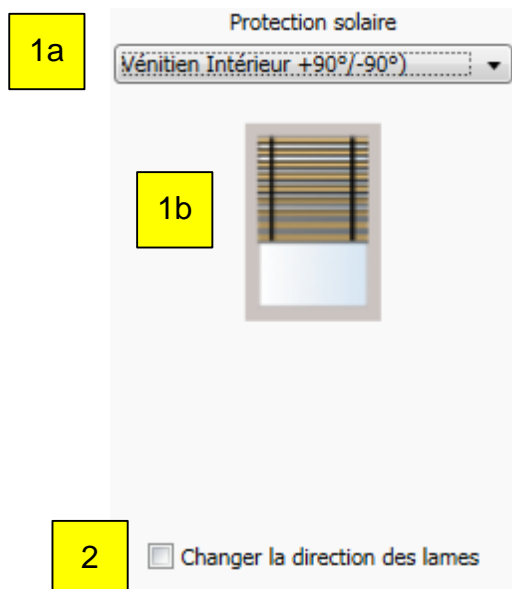 Protection solaire
1a
Vénitien Intérieur +90°/-90°)
1b
2
Changer la direction des lames